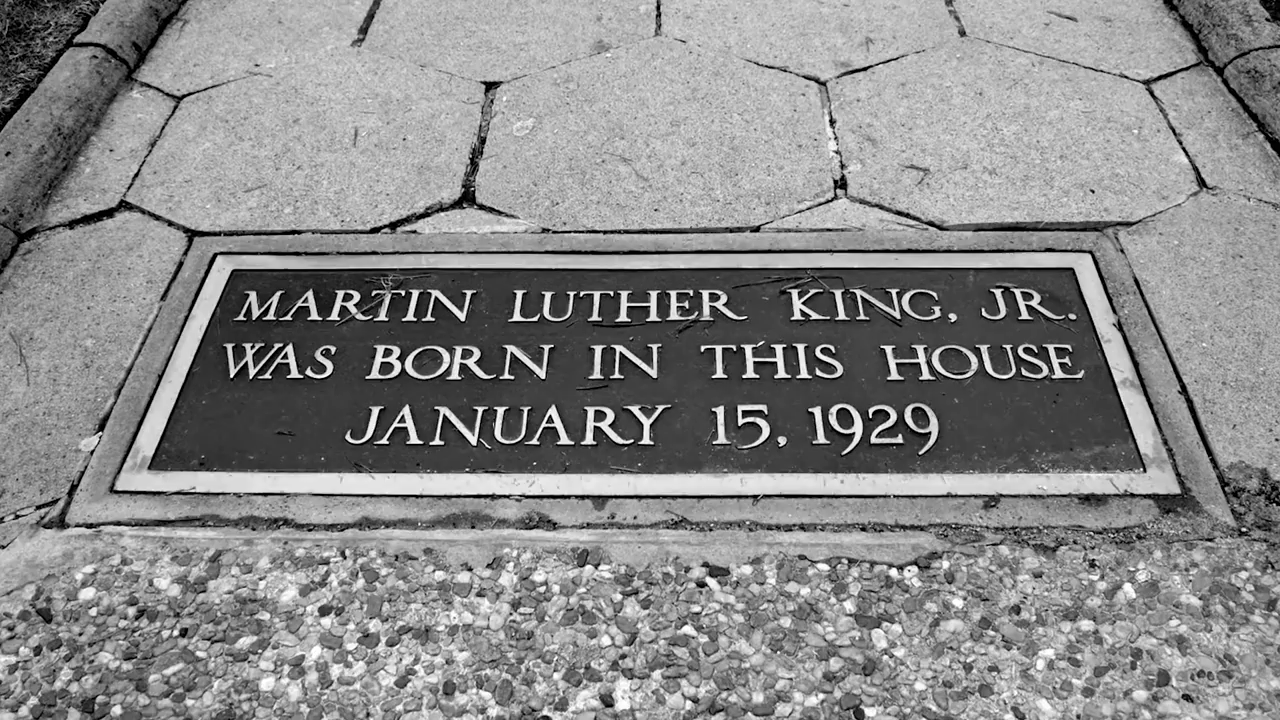 MARTIN LUTHER KING, JR.
WAS BORN IN THIS HOUSE
JANUARY 15, 1929